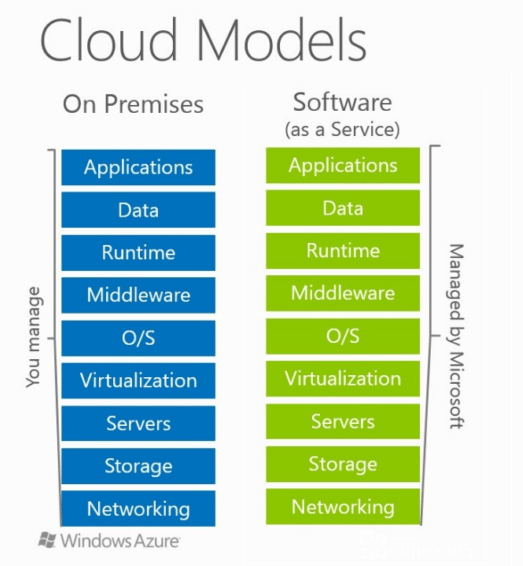 Cloud Models
On Premises
Software
(as a Service)
You manage
Applications
Data
Runtime
Middleware
O/S
Virtualization
Servers
Storage
Networking
Applications
Data
Runtime
Middleware
O/S
Virtualization
Servers
Storage
Networking
Managed by Microsoft
Windows Azure